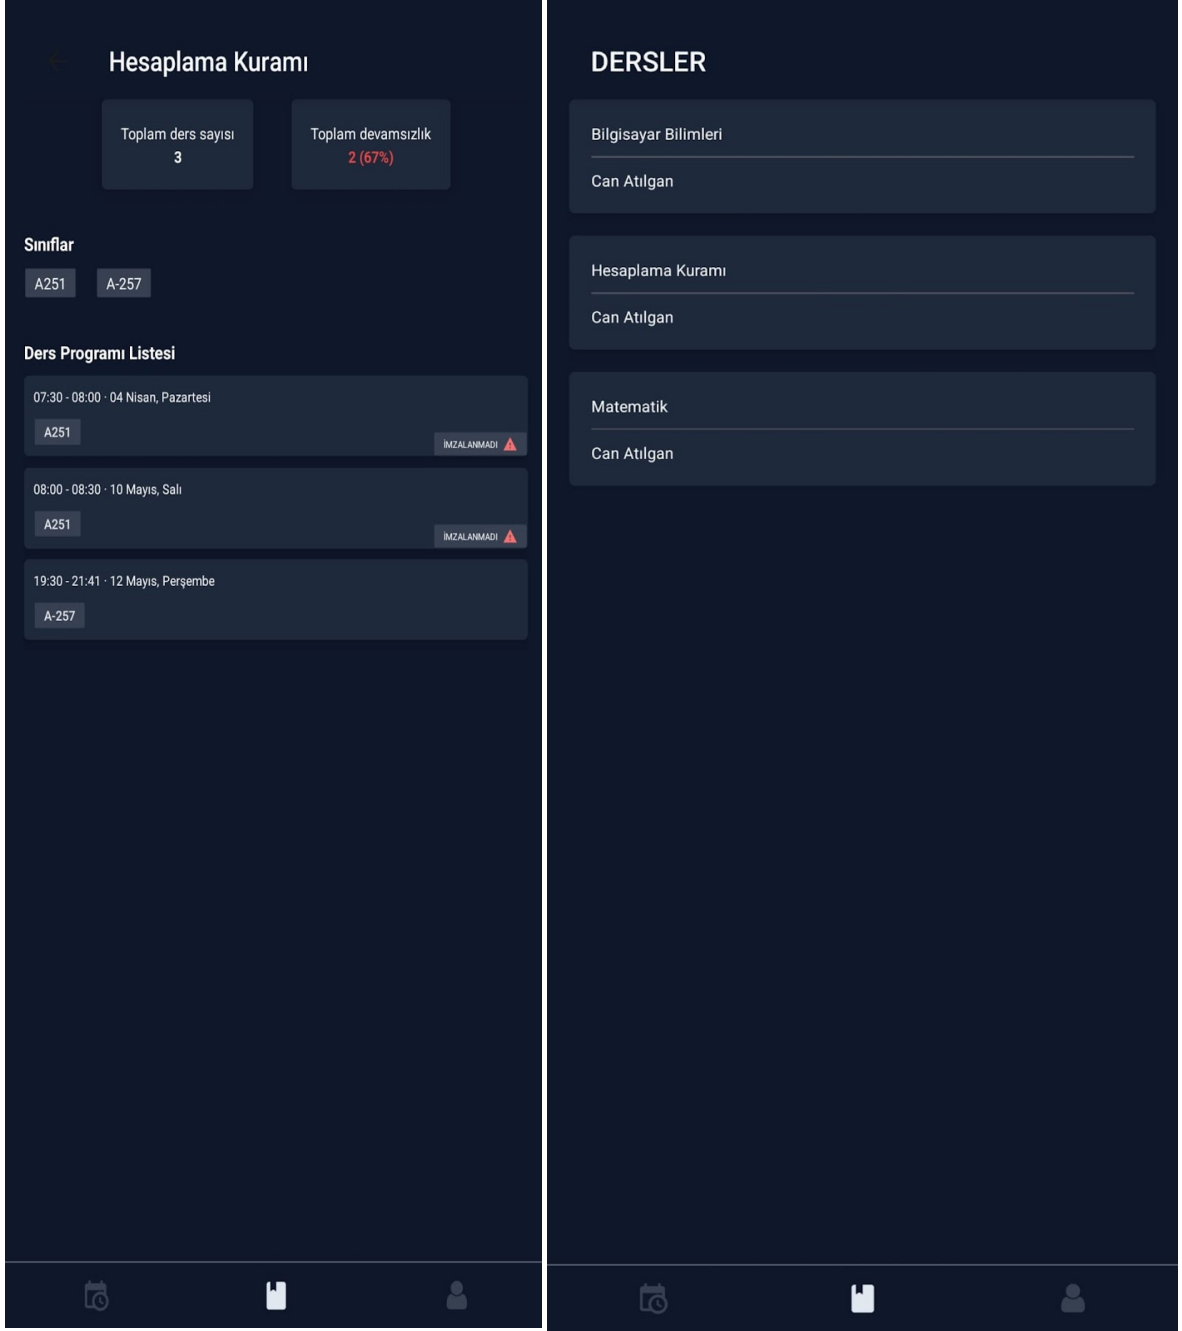 Hesaplama Kuramı
Toplam ders sayısı
3
Toplam devamsızlık
2 (67%)
Sınıflar
A251
A-257
Ders Programı Listesi
07:30 - 08:00 · 04 Nisan, Pazartesi
A251
İMZALANMADI
08:00 - 08:30 · 10 Mayıs, Salı
A251
İMZALANMADI
19:30 - 21:41 · 12 Mayıs, Perşembe
A-257
DERSLER
Bilgisayar Bilimleri
Can Atılgan
Hesaplama Kuramı
Can Atılgan
Matematik
Can Atılgan